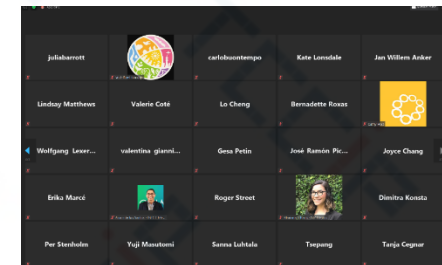 juliabarrott
carlobuontempo
Kate Lonsdale
Jan Willem Anker
Lindsay Matthews
Valerie Coté
Lo Cheng
Bernadette Roxas
Wolfgang Lexer...
valentina gianni...
Gesa Petin
José Ramón Pic...
Joyce Chang
Erika Marcé
Roger Street
Dimitra Konsta
Per Stenholm
Yuji Masutomi
Sanna Luhtala
Tsepang
Tanja Cegnar